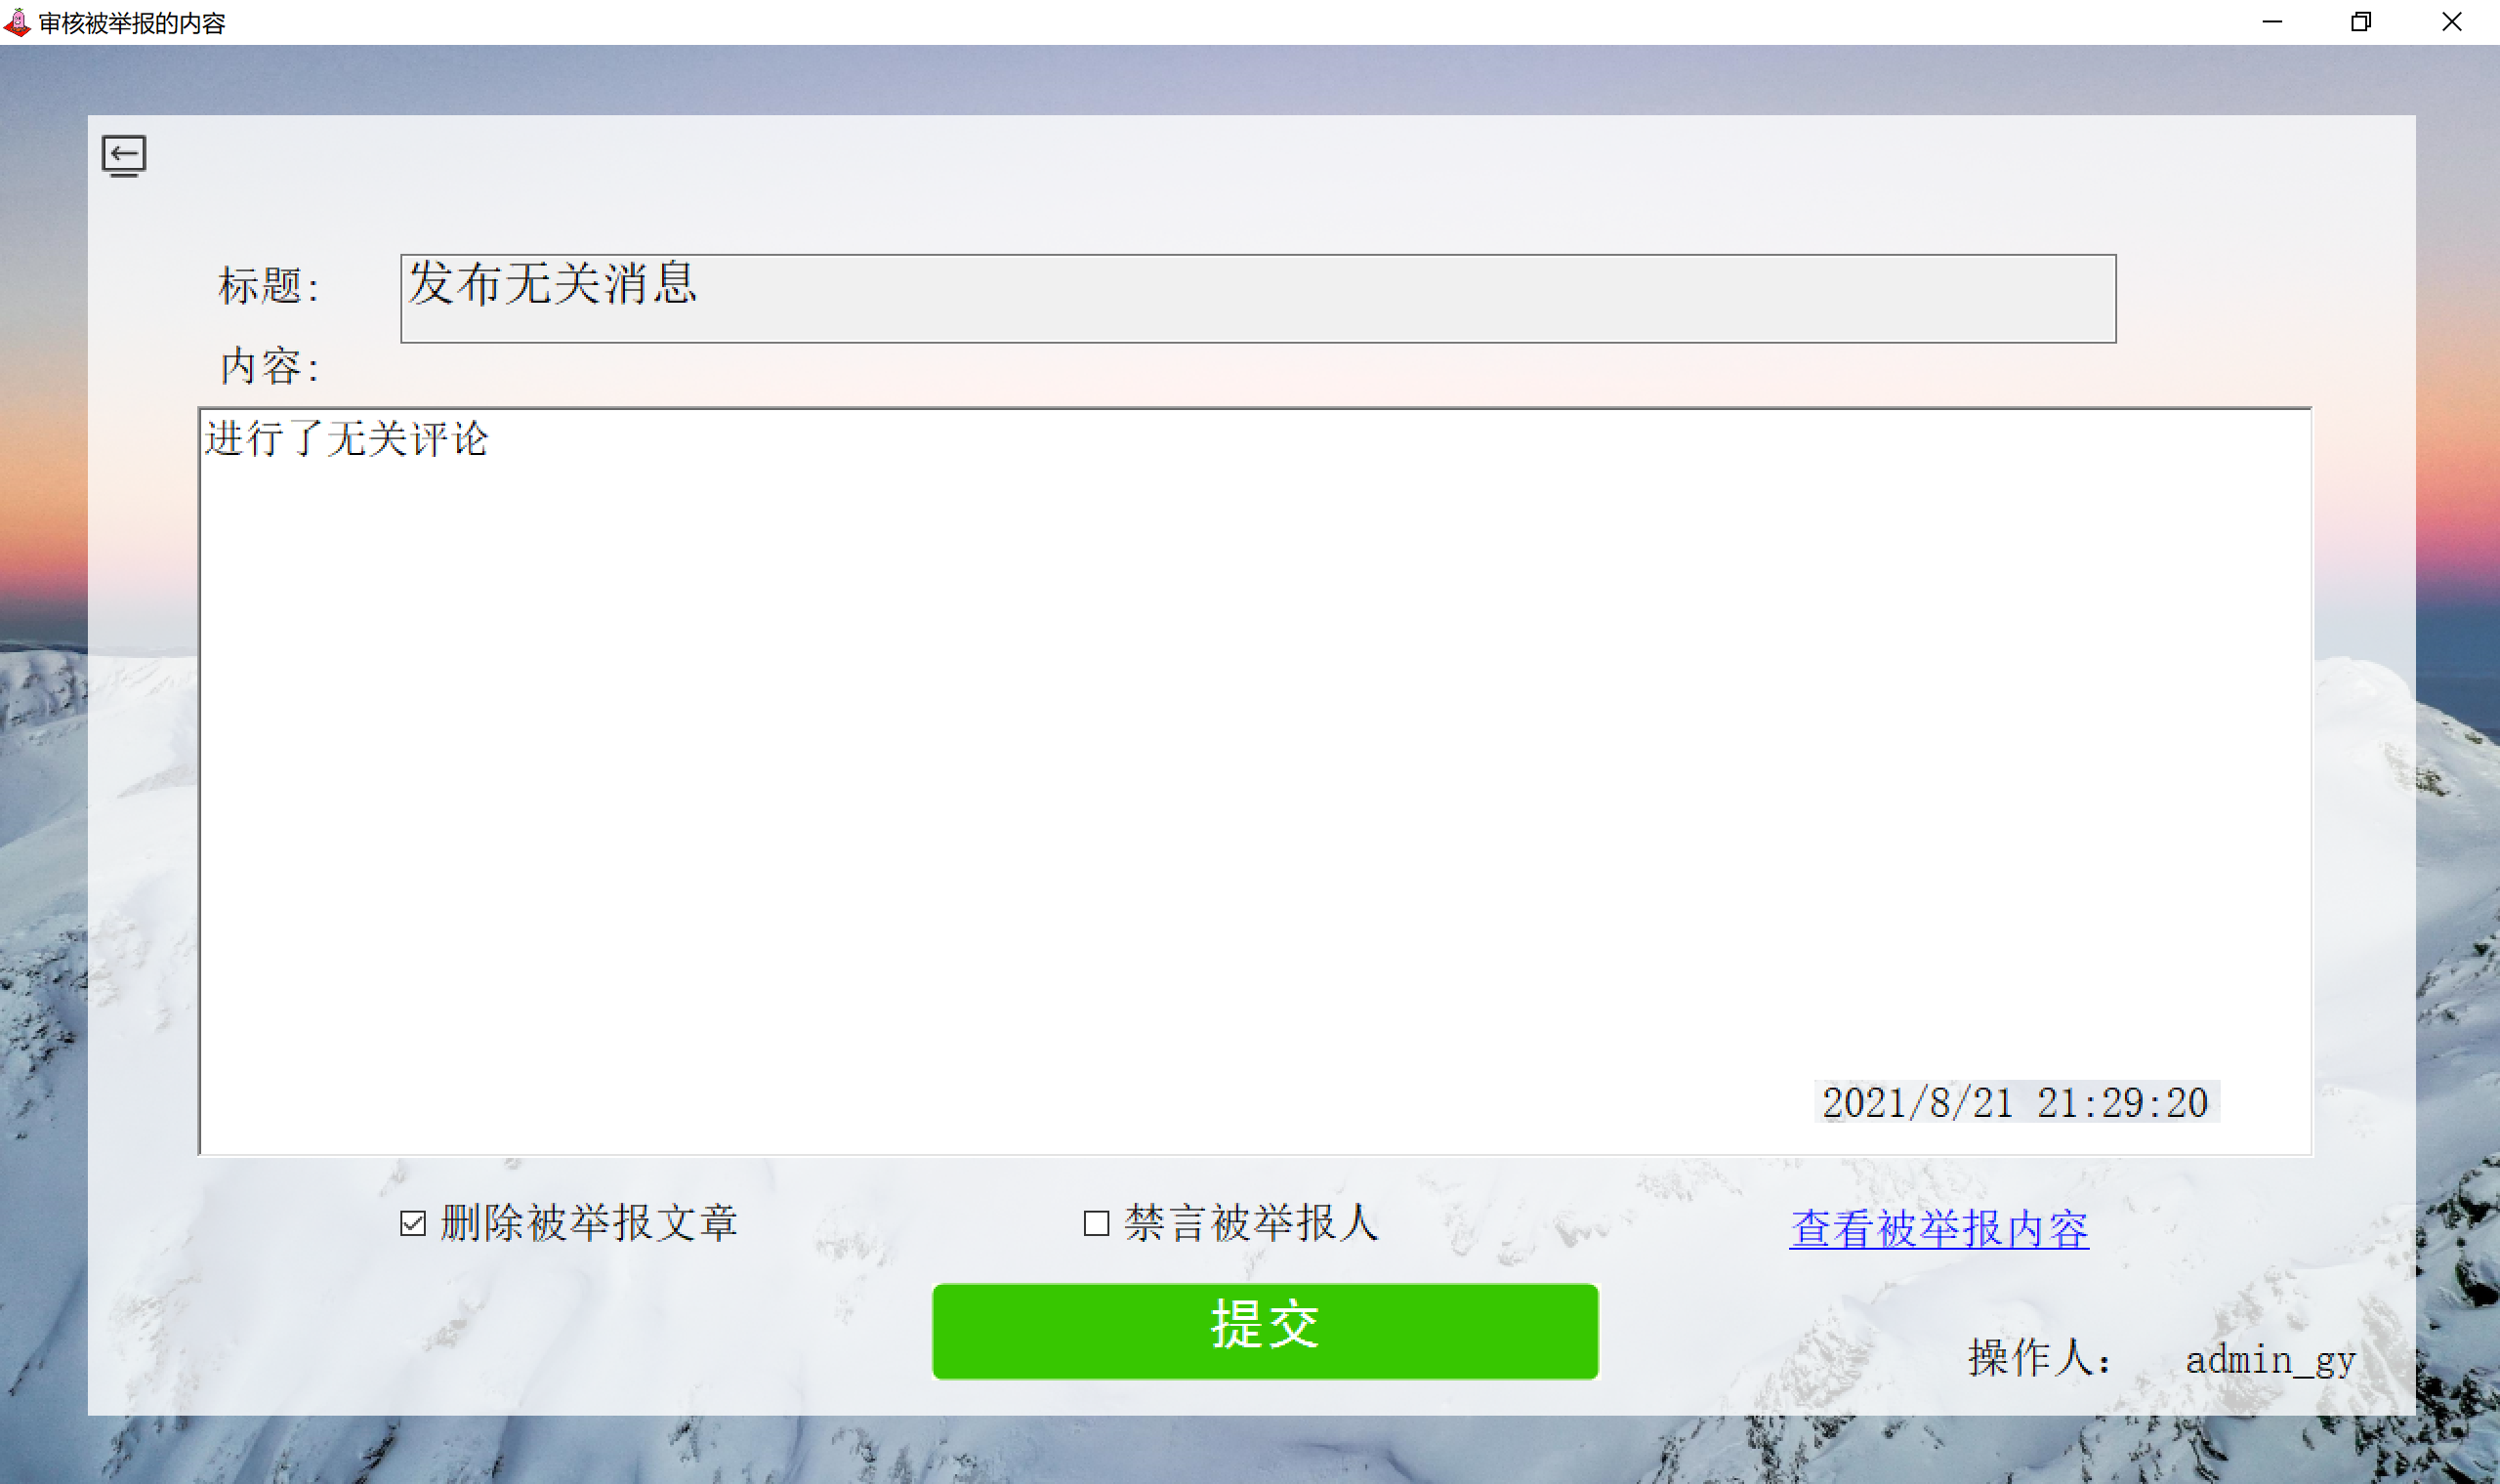 审核被举报的内容
标题:
发布无关消息
内容:
进行了无关评论
2021/8/21 21:29:20
删除被举报文章
禁言被举报人
查看被举报内容
提交
操作人： admin_gy